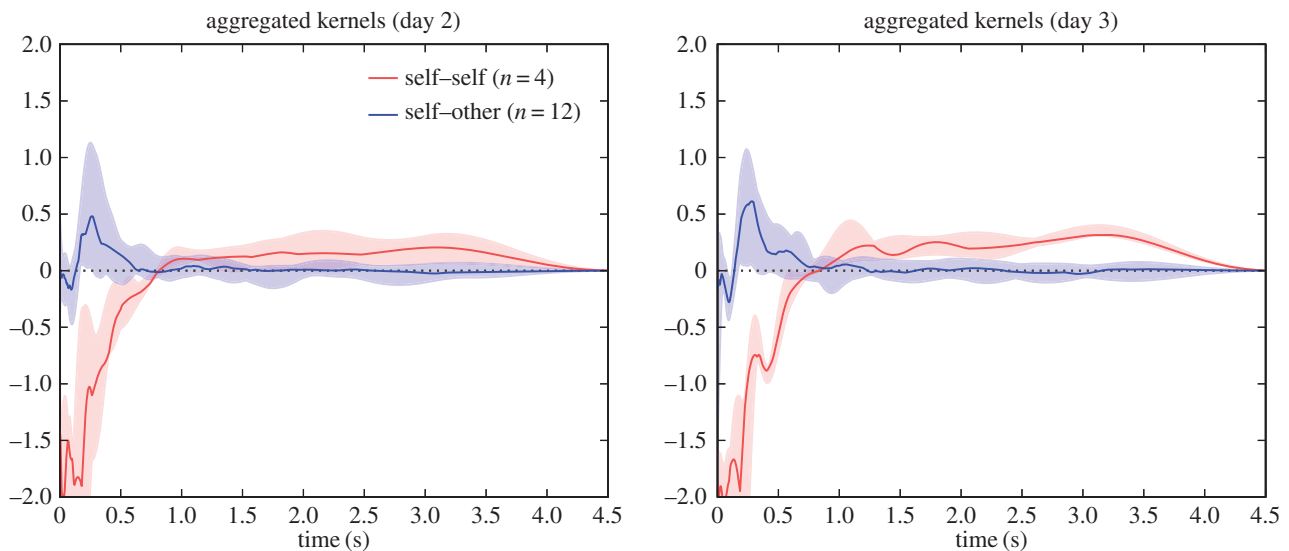 aggregated kernels (day 2)
2.0
1.5
1.0
0.5
0
–0.5
–1.0
–1.5
–2.0
self–self (n = 4)
self–other (n = 12)
0 0.5 1.0 1.5 2.0 2.5 3.0 3.5 4.0 4.5
time (s)
aggregated kernels (day 3)
2.0
1.5
1.0
0.5
0
–0.5
–1.0
–1.5
–2.0
0 0.5 1.0 1.5 2.0 2.5 3.0 3.5 4.0 4.5
time (s)